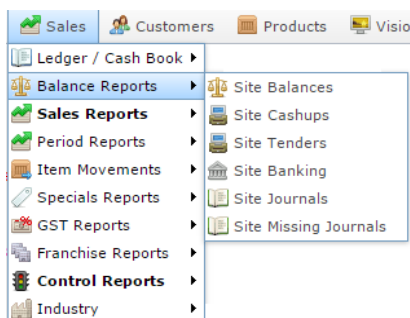 Sales Customers Products
Ledger / Cash Book
Balance Reports
Sales Reports
Period Reports
Item Movements
Specials Reports
GST Reports
Franchise Reports
Control Reports
Industry
Site Balances
Site Cashups
Site Tenders
Site Banking
Site Journals
Site Missing Journals